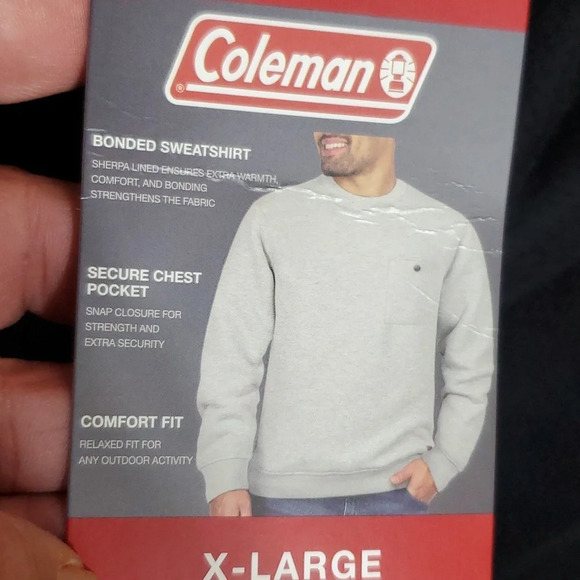 Coleman
®
BONDED SWEATSHIRT
SHERPA LINED ENSURES EXTRA WARMTH,
COMFORT, AND BONDING
STRENGTHENS THE FABRIC
SECURE CHEST
POCKET
SNAP CLOSURE FOR
STRENGTH AND
EXTRA SECURITY
COMFORT FIT
RELAXED FIT FOR
ANY OUTDOOR ACTIVITY
X-LARGE